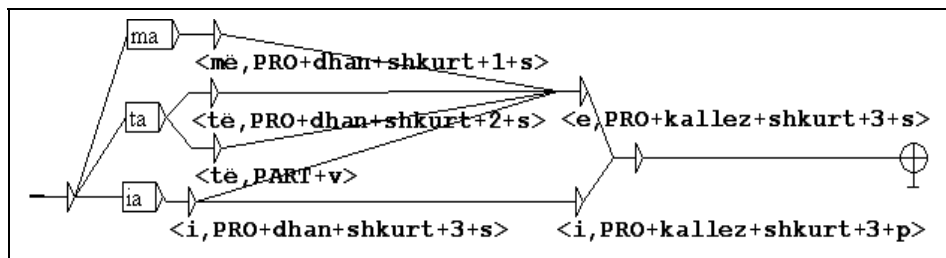 ma
<më,PRO+dhan+shkurt+1+s>
ta
<të,PRO+dhan+shkurt+2+s> <e,PRO+kallez+shkurt+3+s>
<të,PART+v>
ia
<i,PRO+dhan+shkurt+3+s> <i,PRO+kallez+shkurt+3+p>